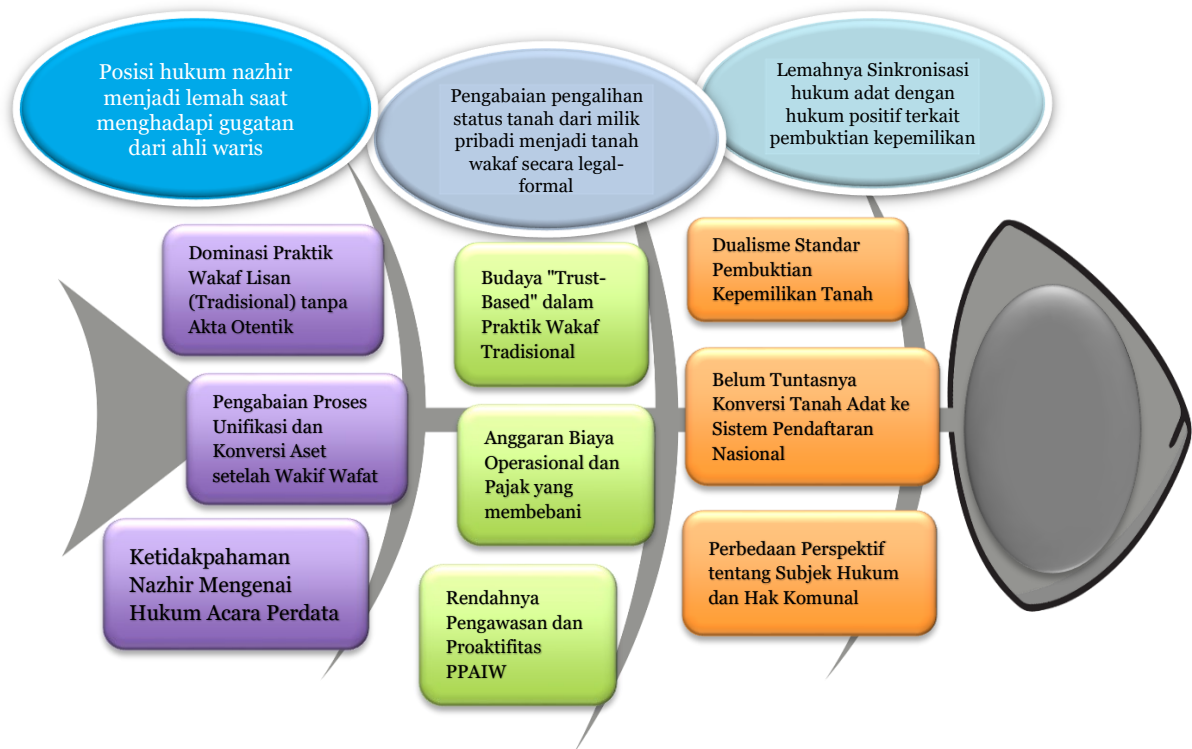 Posisi hukum nazhir
menjadi lemah saat
menghadapi gugatan
dari ahli waris
Pengabaian pengalihan
status tanah dari milik
pribadi menjadi tanah
wakaf secara legal-
formal
Lemahnya Sinkronisasi
hukum adat dengan
hukum positif terkait
pembuktian kepemilikan
Dominasi Praktik
Wakaf Lisan
(Tradisional) tanpa
Akta Otentik
Pengabaian Proses
Unifikasi dan
Konversi Aset
setelah Wakif Wafat
Ketidakpahaman
Nazhir Mengenai
Hukum Acara Perdata
Budaya "Trust-
Based" dalam
Praktik Wakaf
Tradisional
Anggaran Biaya
Operasional dan
Pajak yang
membebani
Rendahnya
Pengawasan dan
Proaktifitas
PPAIW
Dualisme Standar
Pembuktian
Kepemilikan Tanah
Belum Tuntasnya
Konversi Tanah Adat ke
Sistem Pendaftaran
Nasional
Perbedaan Perspektif
tentang Subjek Hukum
dan Hak Komunal